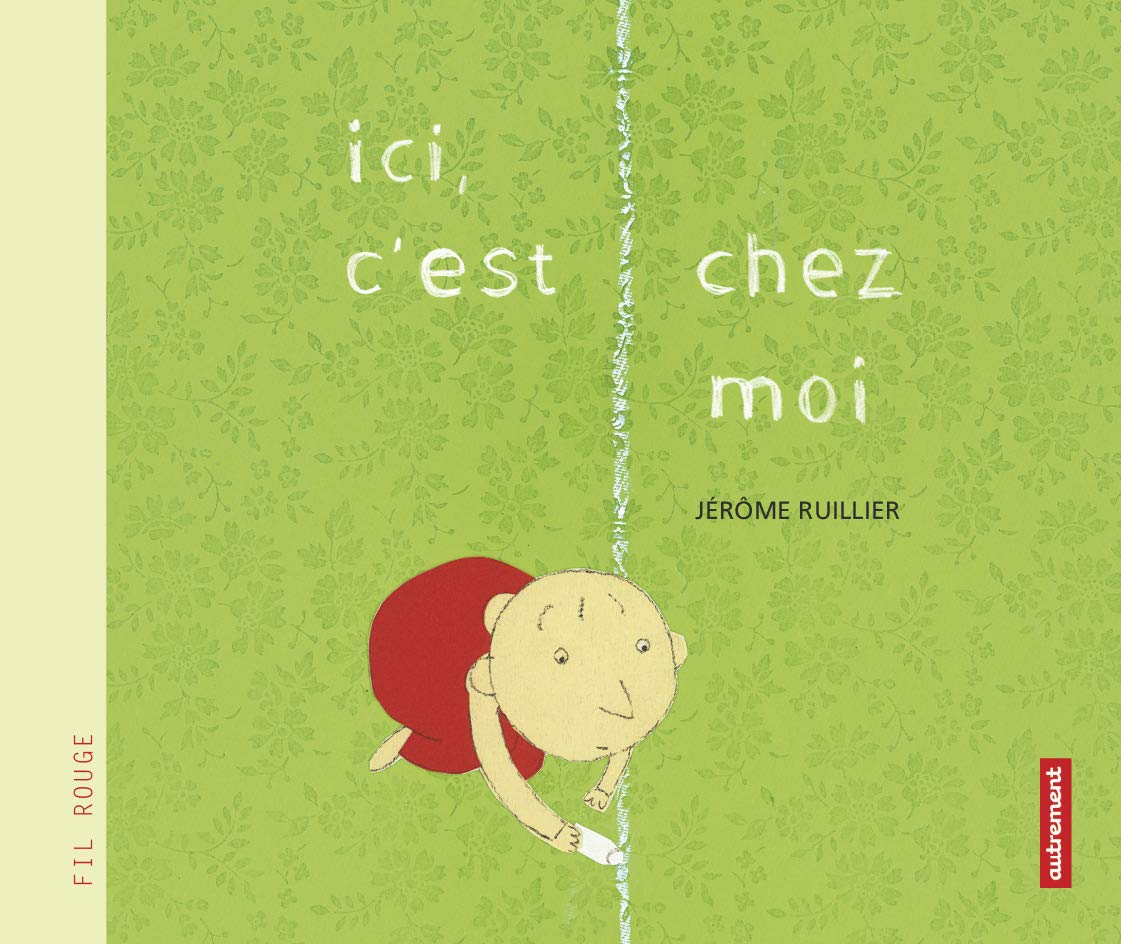 ici,
c'est chez
moi
JÉRÔME RUILLIER
FIL ROUGE
autrement